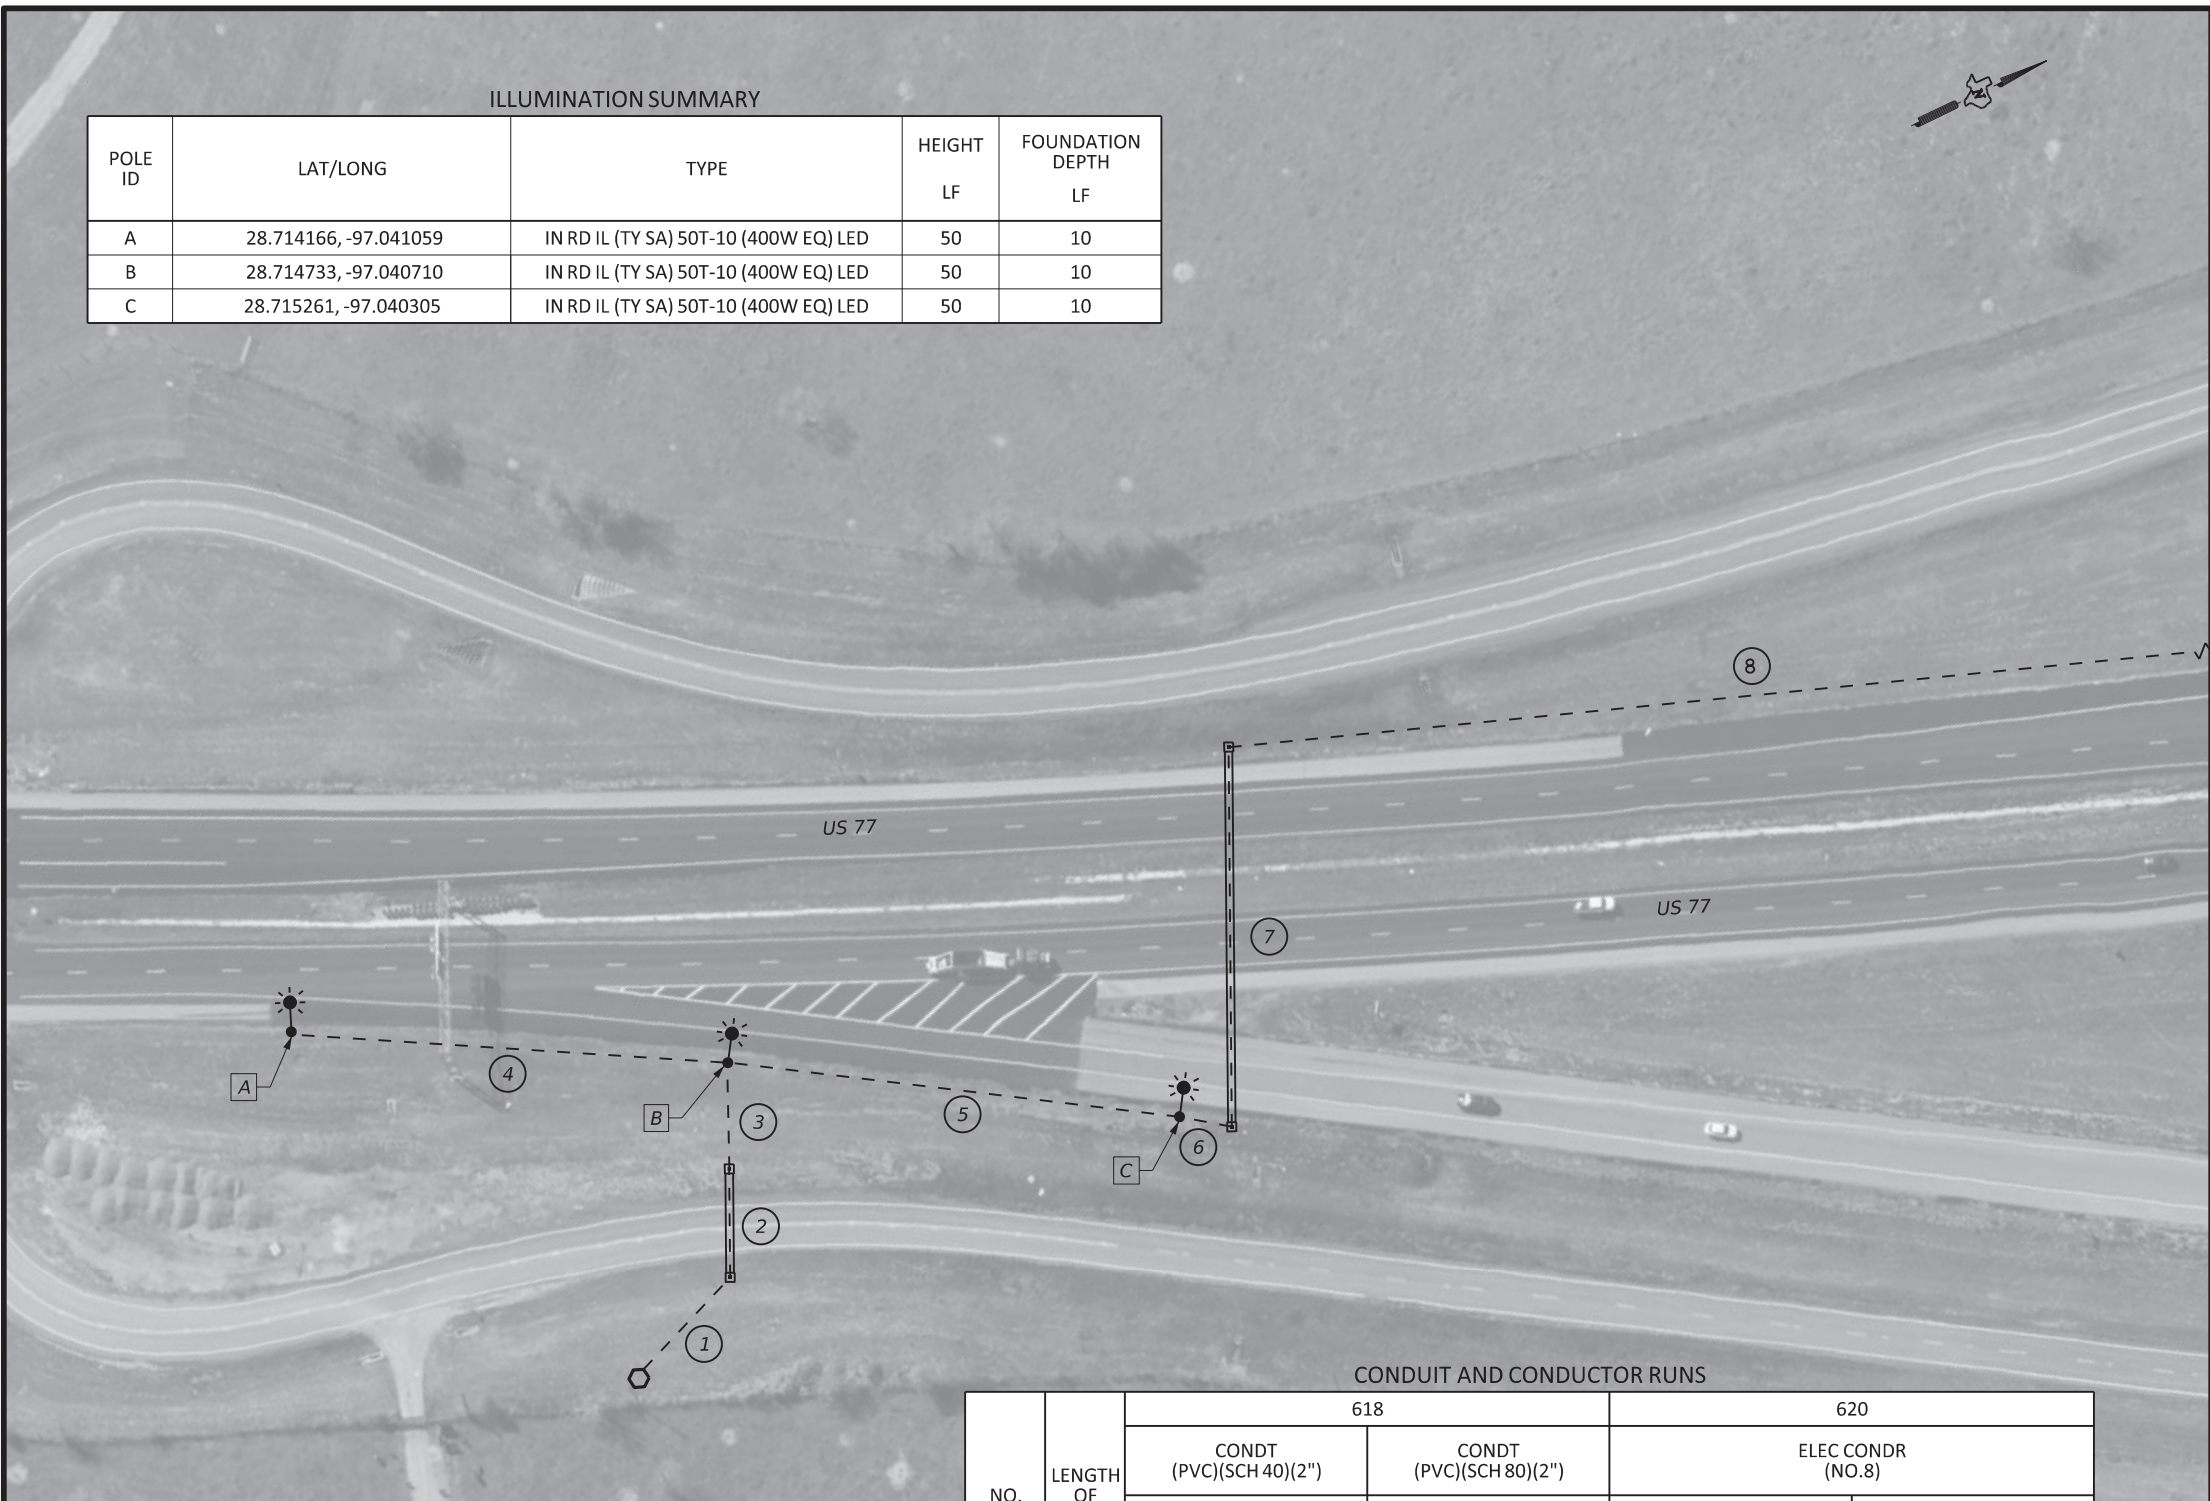 ILLUMINATION SUMMARY
POLE ID LAT/LONG TYPE HEIGHT LF FOUNDATION DEPTH LF
A 28.714166, -97.041059 IN RD IL (TY SA) 50T-10 (400W EQ) LED 50 10
B 28.714733, -97.040710 IN RD IL (TY SA) 50T-10 (400W EQ) LED 50 10
C 28.715261, -97.040305 IN RD IL (TY SA) 50T-10 (400W EQ) LED 50 10
N
8
US 77
US 77
7
A
4
B
3
5
C
6
2
1
CONDUIT AND CONDUCTOR RUNS
NO.
LENGTH
OF
618
620
CONDT
(PVC)(SCH 40)(2")
CONDT
(PVC)(SCH 80)(2")
ELEC CONDR
(NO.8)